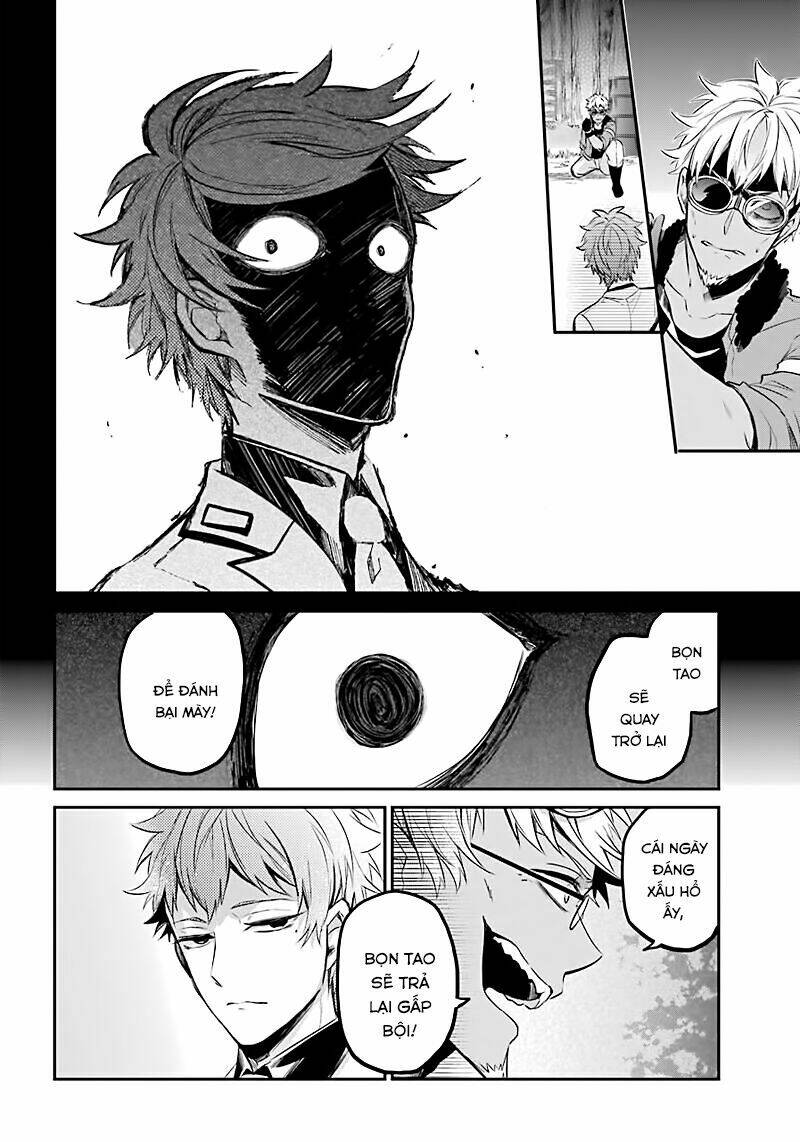 BỌN
TAO
SẼ
QUAY
TRỞ LẠI
ĐỂ ĐÁNH
BẠI MÀY!
CÁI NGÀY
ĐÁNG
XẤU HỔ
ẤY,
BỌN TAO
SẼ TRẢ
LẠI GẤP
BỘI!